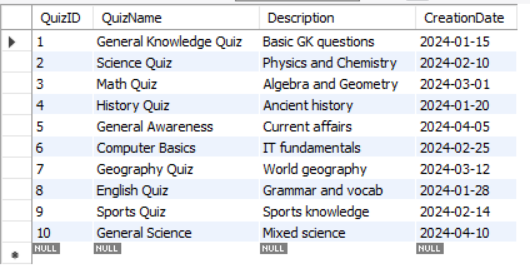 QuizID QuizName Description CreationDate
1 General Knowledge Quiz Basic GK questions 2024-01-15
2 Science Quiz Physics and Chemistry 2024-02-10
3 Math Quiz Algebra and Geometry 2024-03-01
4 History Quiz Ancient history 2024-01-20
5 General Awareness Current affairs 2024-04-05
6 Computer Basics IT fundamentals 2024-02-25
7 Geography Quiz World geography 2024-03-12
8 English Quiz Grammar and vocab 2024-01-28
9 Sports Quiz Sports knowledge 2024-02-14
10 General Science Mixed science 2024-04-10
NULL NULL NULL NULL